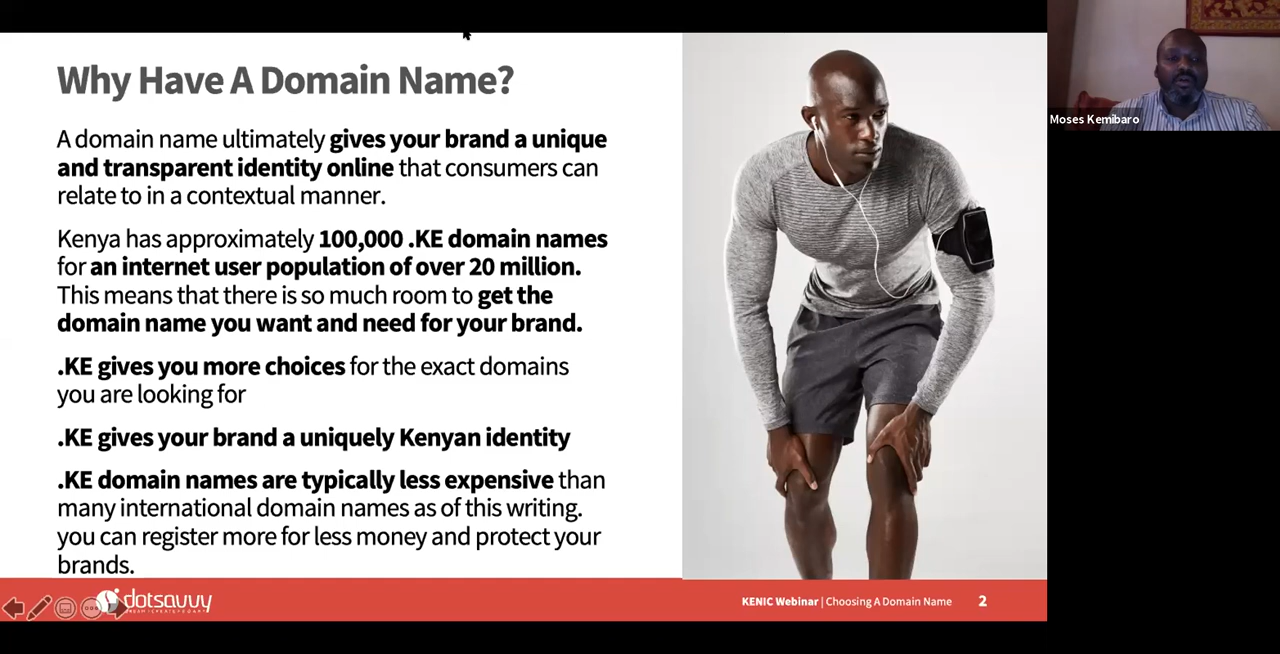 Why Have A Domain Name?
A domain name ultimately gives your brand a unique
and transparent identity online that consumers can
relate to in a contextual manner.
Kenya has approximately 100,000 .KE domain names
for an internet user population of over 20 million.
This means that there is so much room to get the
domain name you want and need for your brand.
.KE gives you more choices for the exact domains
you are looking for
.KE gives your brand a uniquely Kenyan identity
.KE domain names are typically less expensive than
many international domain names as of this writing.
you can register more for less money and protect your
brands.
dotsavvy
KENIC Webinar | Choosing A Domain Name 2
Moses Kemibaro